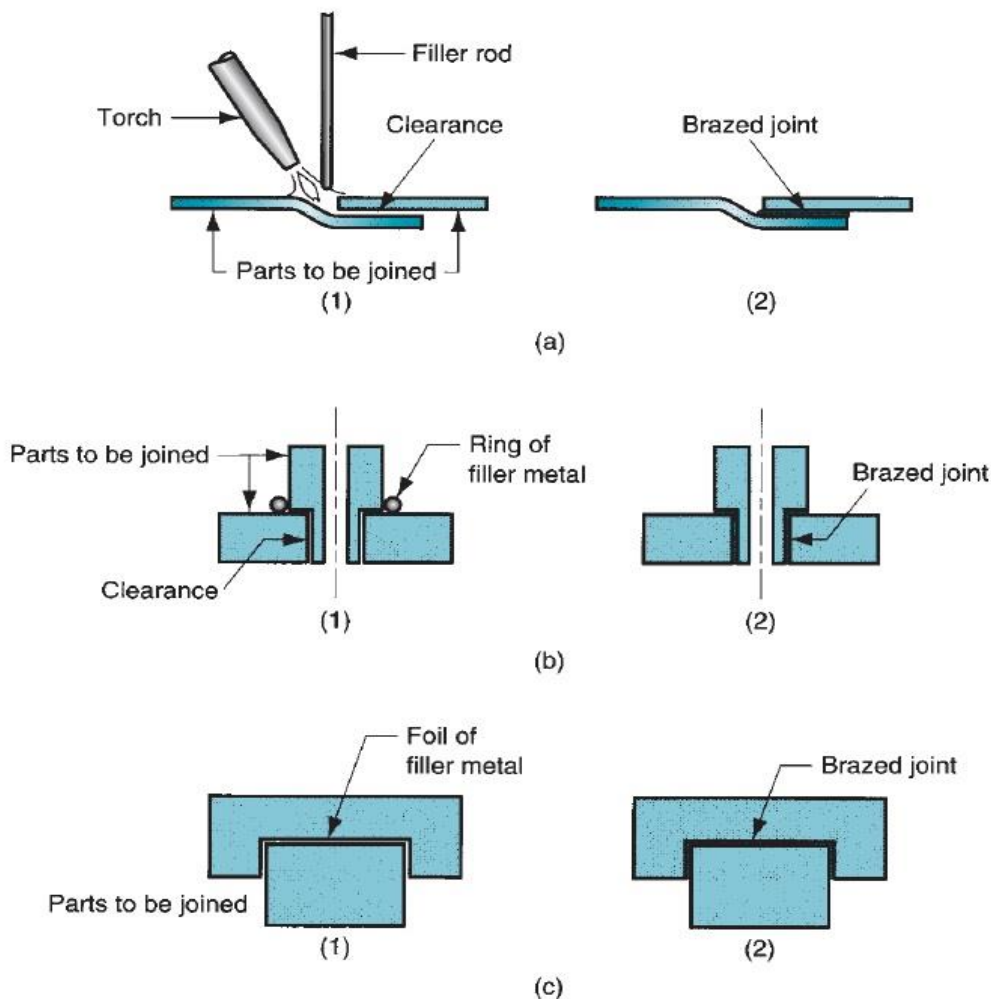 Filler rod
Torch
Clearance
Brazed joint
Parts to be joined
(1)
(2)
(a)
Parts to be joined
Ring of
filler metal
Brazed joint
Clearance
(1)
(2)
(b)
Foil of
filler metal
Brazed joint
Parts to be joined
(1)
(2)
(c)